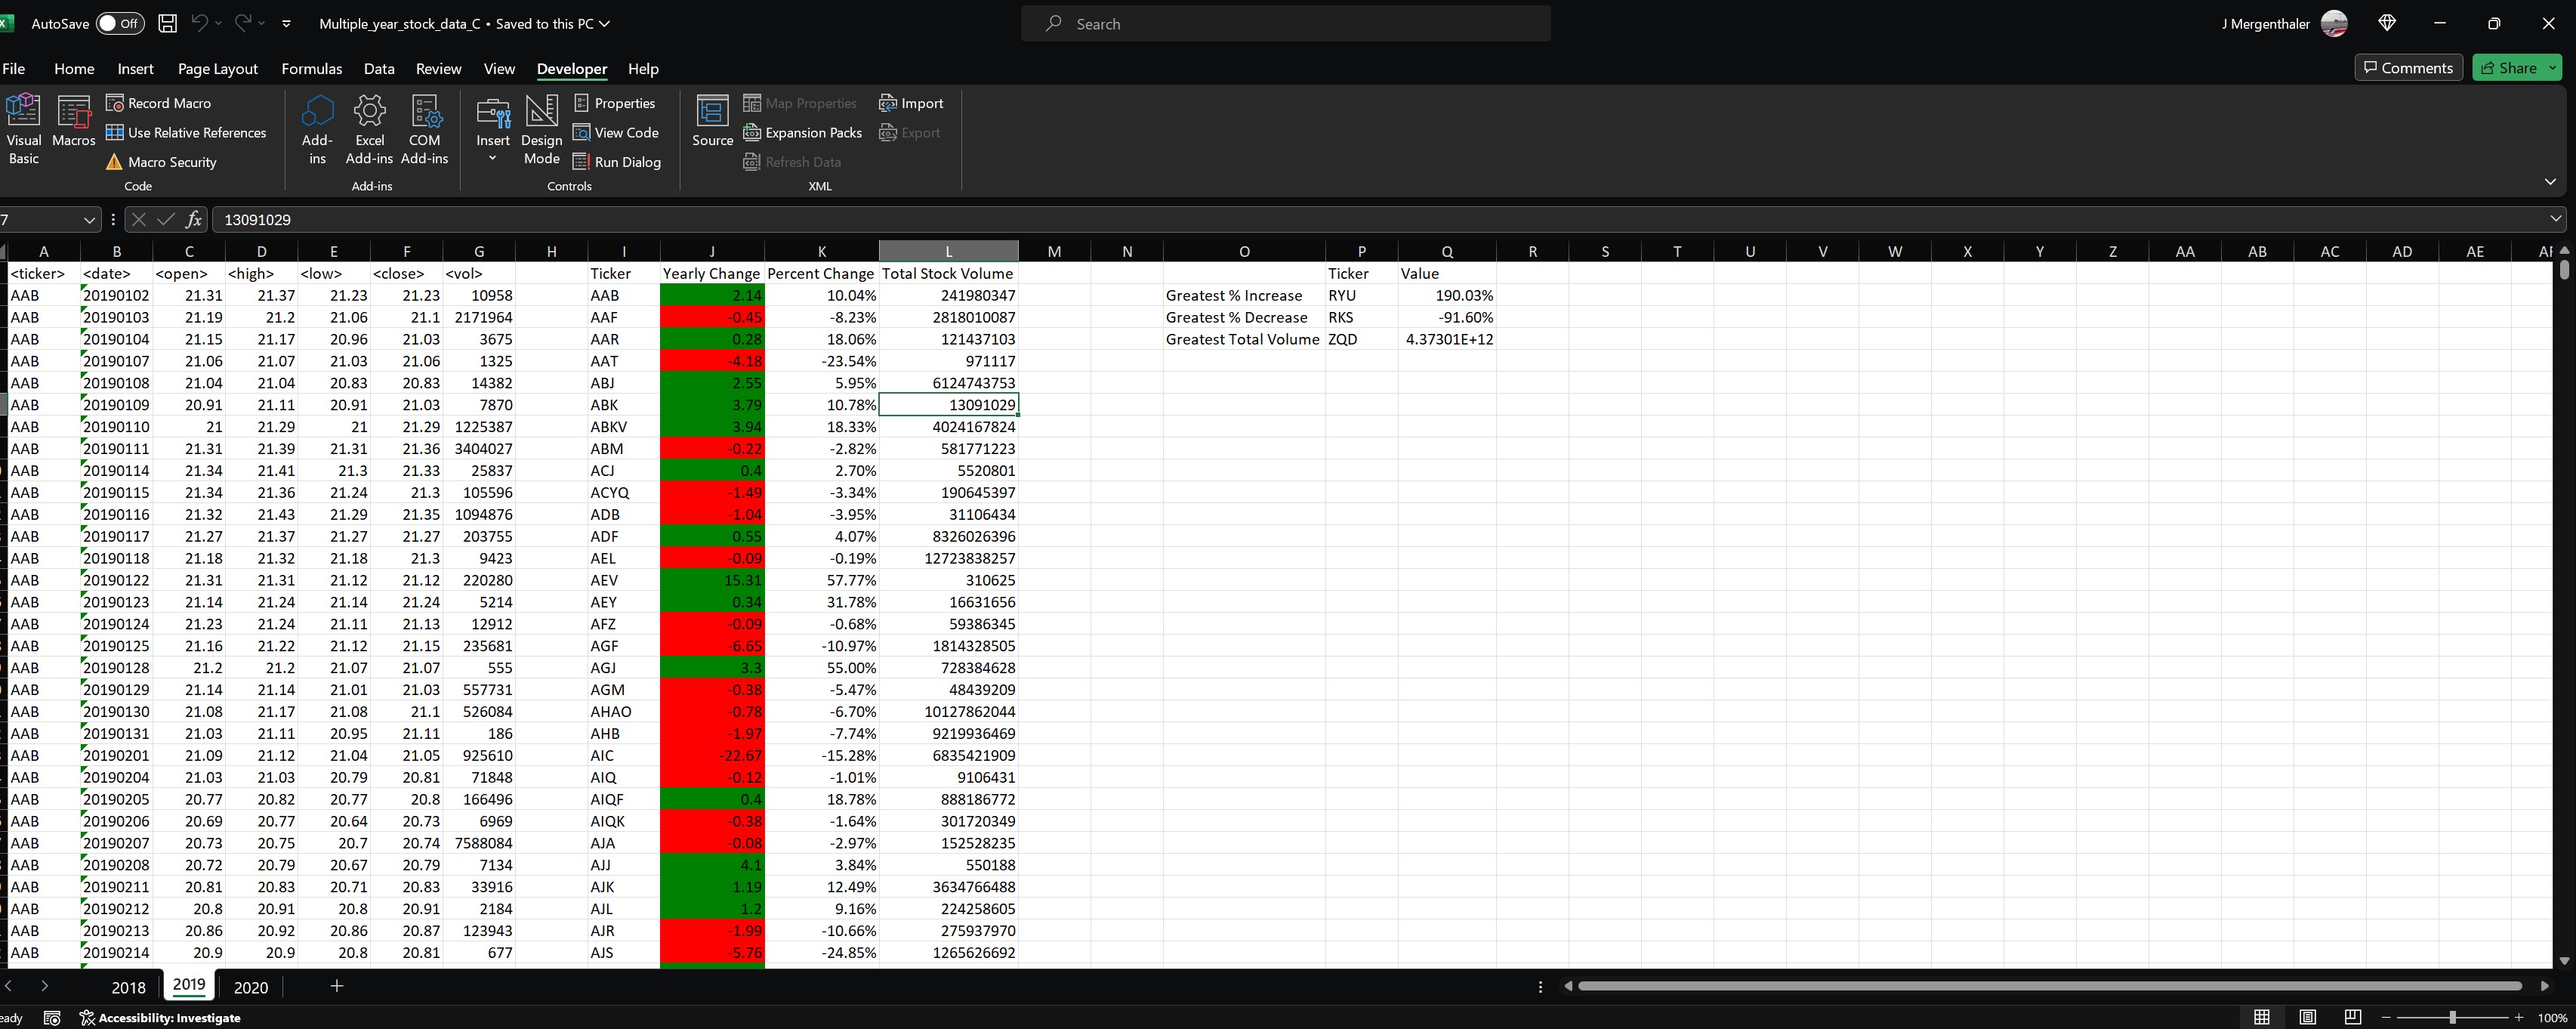 AutoSave Off Multiple_year_stock_data_C • Saved to this PC Search J Mergenthaler
File Home Insert Page Layout Formulas Data Review View Developer Help Comments Share
Visual Basic Macros Record Macro Use Relative References Macro Security Add-ins Excel Add-ins COM Add-ins Insert Design Mode Properties View Code Run Dialog Source Map Properties Expansion Packs Refresh Data Import Export
Code Add-ins Controls XML
7 fx 13091029
A B C D E F G H I J K L M N O P Q R S T U V W X Y Z AA AB AC AD AE
<ticker> <date> <open> <high> <low> <close> <vol> Ticker Yearly Change Percent Change Total Stock Volume Ticker Value
AAB 20190102 21.31 21.37 21.23 21.23 10958 AAB 2.14 10.04% 241980347 Greatest % Increase RYU 190.03%
AAB 20190103 21.19 21.2 21.06 21.1 2171964 AAF -0.45 -8.23% 2818010087 Greatest % Decrease RKS -91.60%
AAB 20190104 21.15 21.17 20.96 21.03 3675 AAR 0.28 18.06% 121437103 Greatest Total Volume ZQD 4.37301E+12
AAB 20190107 21.06 21.07 21.03 21.06 1325 AAT -4.18 -23.54% 971117
AAB 20190108 21.04 21.04 20.83 20.83 14382 ABJ 2.55 5.95% 6124743753
AAB 20190109 20.91 21.11 20.91 21.03 7870 ABK 3.79 10.78% 13091029
AAB 20190110 21 21.29 21 21.29 1225387 ABKV 3.94 18.33% 4024167824
AAB 20190111 21.31 21.39 21.31 21.36 3404027 ABM -0.22 -2.82% 581771223
AAB 20190114 21.34 21.41 21.3 21.33 25837 ACJ 0.4 2.70% 5520801
AAB 20190115 21.34 21.36 21.24 21.3 105596 ACYQ -1.49 -3.34% 190645397
AAB 20190116 21.32 21.43 21.29 21.35 1094876 ADB -1.04 -3.95% 31106434
AAB 20190117 21.27 21.37 21.27 21.27 203755 ADF 0.55 4.07% 8326026396
AAB 20190118 21.18 21.32 21.18 21.3 9423 AEL -0.09 -0.19% 12723838257
AAB 20190122 21.31 21.31 21.12 21.12 220280 AEV 15.31 57.77% 310625
AAB 20190123 21.14 21.24 21.14 21.24 5214 AEY 0.34 31.78% 16631656
AAB 20190124 21.23 21.24 21.11 21.13 12912 AFZ -0.09 -0.68% 59386345
AAB 20190125 21.16 21.22 21.12 21.15 235681 AGF -6.65 -10.97% 1814328505
AAB 20190128 21.2 21.2 21.07 21.07 555 AGJ 3.3 55.00% 728384628
AAB 20190129 21.14 21.14 21.01 21.03 557731 AGM -0.38 -5.47% 48439209
AAB 20190130 21.08 21.17 21.08 21.1 526084 AHAO -0.78 -6.70% 10127862044
AAB 20190131 21.03 21.11 20.95 21.11 186 AHB -1.97 -7.74% 9219936469
AAB 20190201 21.09 21.12 21.04 21.05 925610 AIC -22.67 -15.28% 6835421909
AAB 20190204 21.03 21.03 20.79 20.81 71848 AIQ -0.12 -1.01% 9106431
AAB 20190205 20.77 20.82 20.77 20.8 166496 AIQF 0.4 18.78% 888186772
AAB 20190206 20.69 20.77 20.64 20.73 6969 AIQK -0.38 -1.64% 301720349
AAB 20190207 20.73 20.75 20.7 20.74 7588084 AJA -0.08 -2.97% 152528235
AAB 20190208 20.72 20.79 20.67 20.79 7134 AJJ 4.1 3.84% 550188
AAB 20190211 20.81 20.83 20.71 20.83 33916 AJK 1.19 12.49% 3634766488
AAB 20190212 20.8 20.91 20.8 20.91 2184 AJL 1.2 9.16% 224258605
AAB 20190213 20.86 20.92 20.86 20.87 123943 AJR -1.99 -10.66% 275937970
AAB 20190214 20.9 20.9 20.8 20.81 677 AJS -5.76 -24.85% 1265626692
2018 2019 2020
eady Accessibility: Investigate 100%